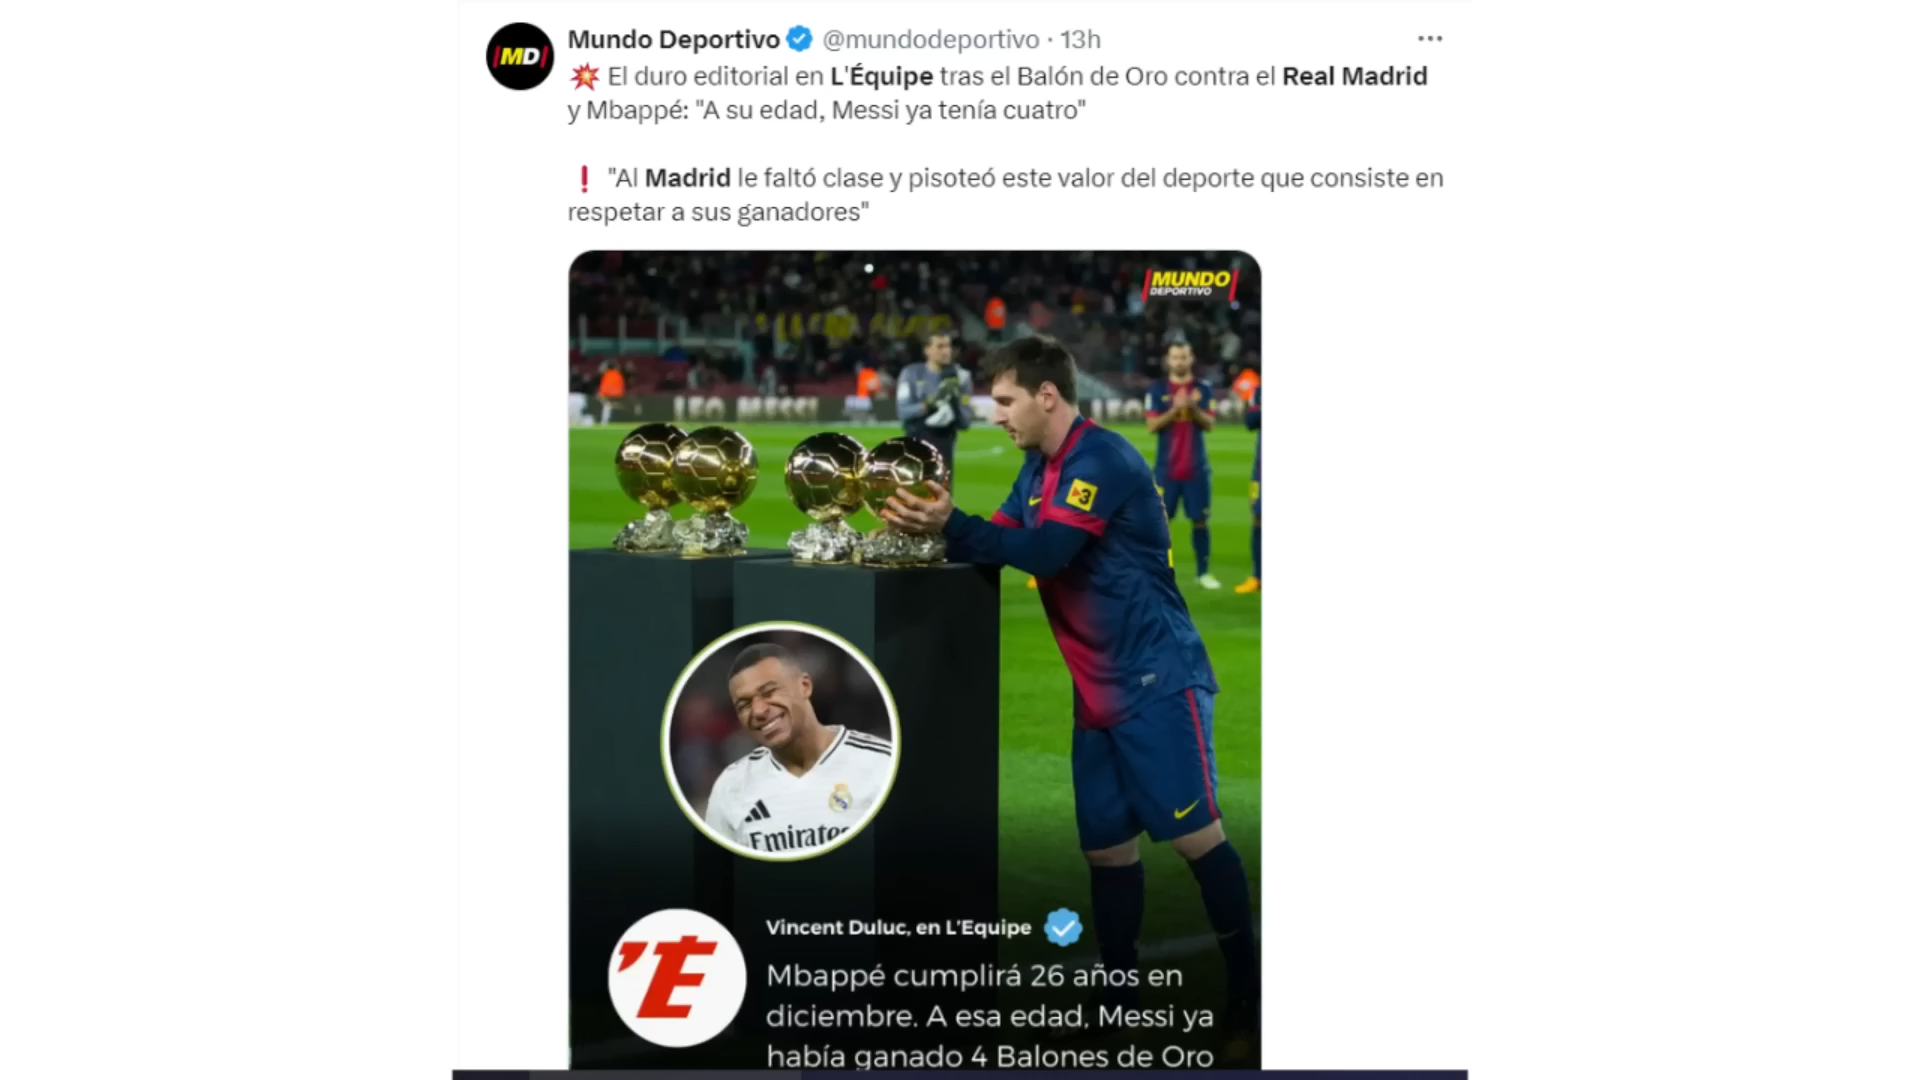 MD
Mundo Deportivo @mundodeportivo · 13h
💥 El duro editorial en L'Équipe tras el Balón de Oro contra el Real Madrid
y Mbappé: "A su edad, Messi ya tenía cuatro"
❗ "Al Madrid le faltó clase y pisoteó este valor del deporte que consiste en
respetar a sus ganadores"
MUNDO
DEPORTIVO
LEO MESSI
LEO
3
Emirates
Vincent Duluc, en L'Equipe
'E
Mbappé cumplirá 26 años en
diciembre. A esa edad, Messi ya
había ganado 4 Balones de Oro